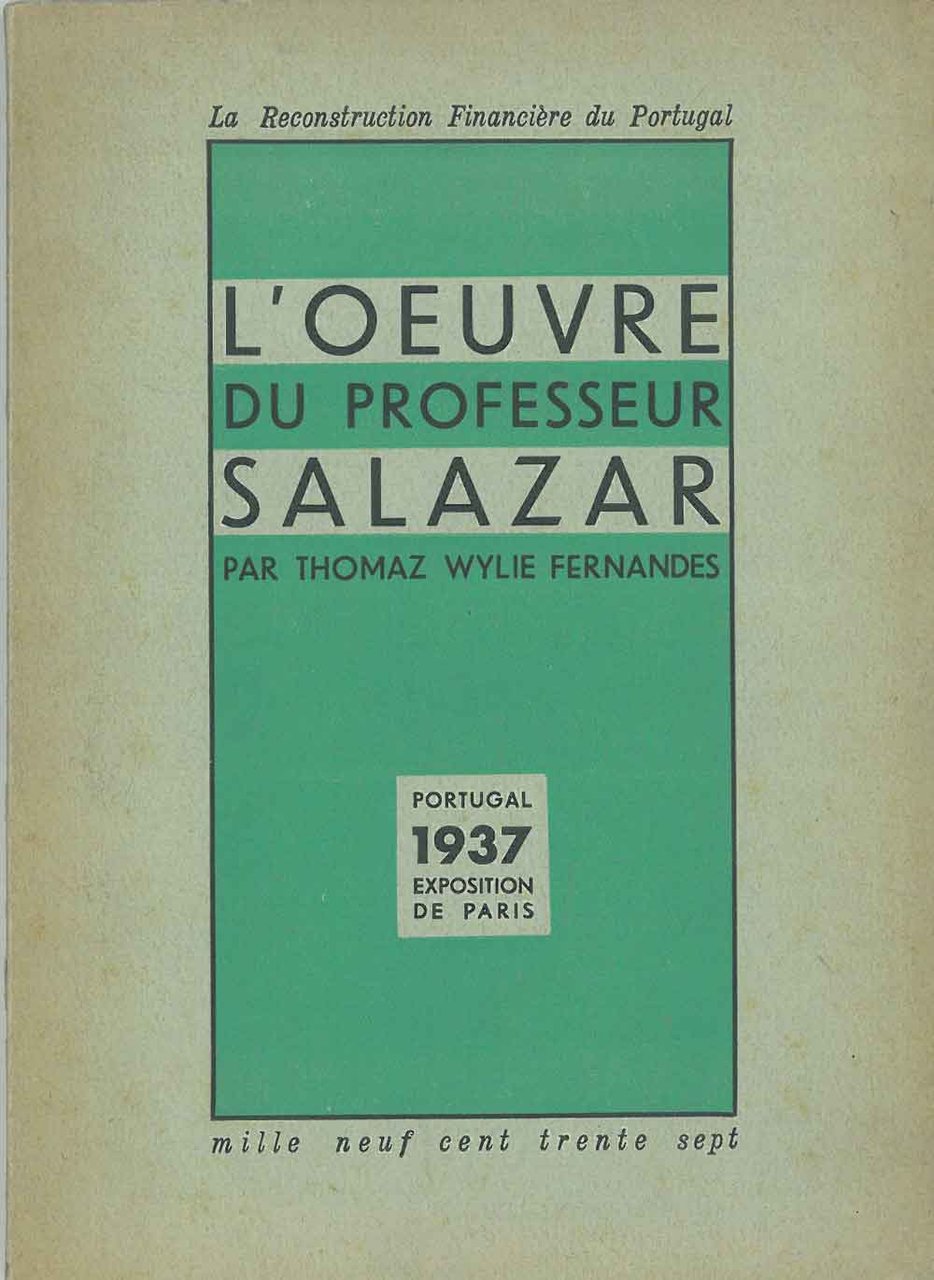 La Reconstruction Financière du Portugal
L'OEUVRE
DU PROFESSEUR
SALAZAR
PAR THOMAZ WYLIE FERNANDES
PORTUGAL
1937
EXPOSITION
DE PARIS
mille neuf cent trente sept